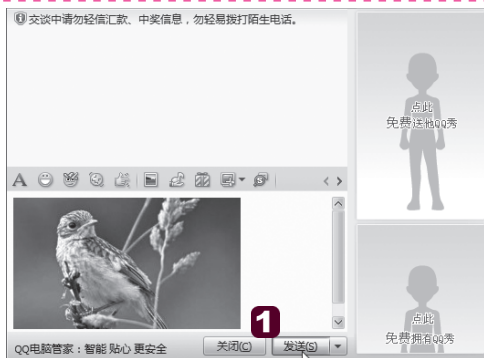 交谈中请勿轻信汇款、中奖信息，勿轻易拨打陌生电话。
点此
免费送他QQ秀
A
1
点此
免费拥有QQ秀
QQ电脑管家：智能 贴心 更安全
关闭(C)
发送(S)